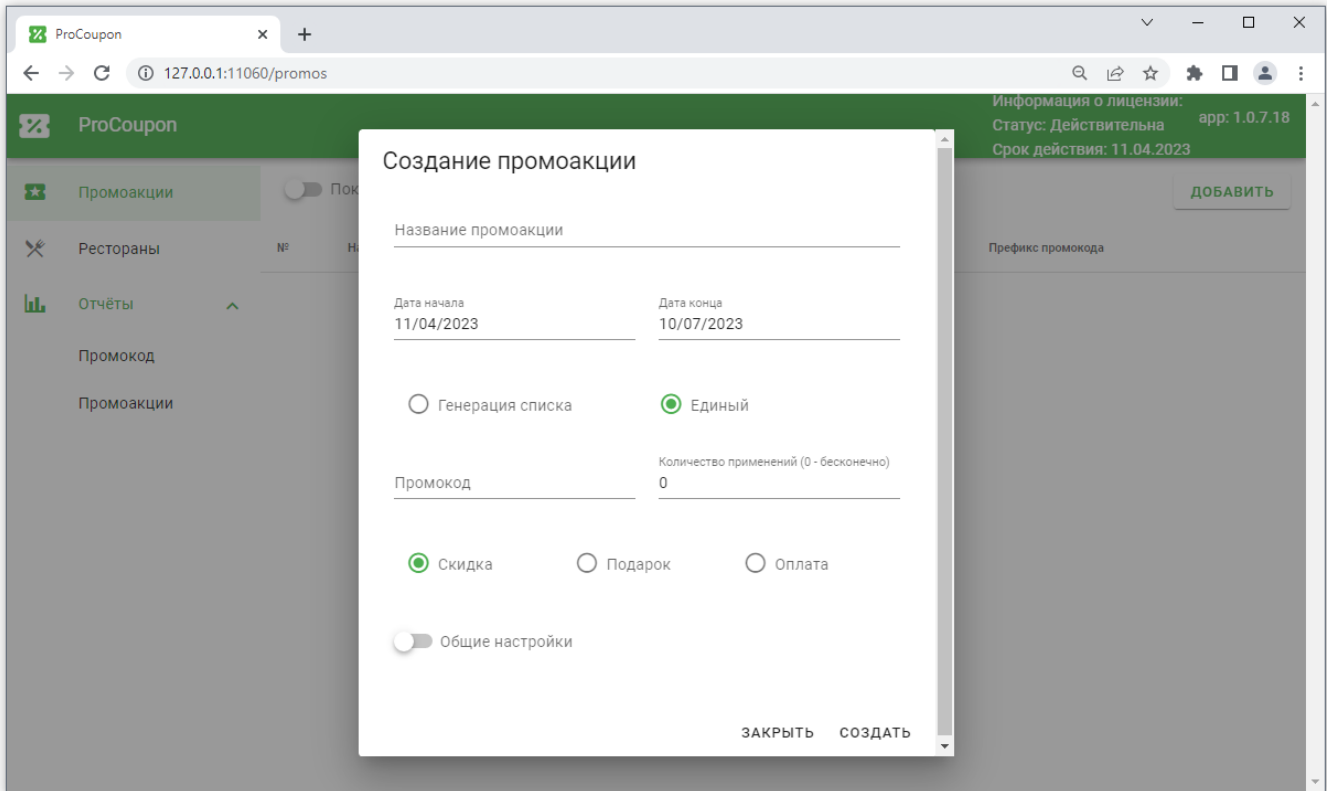 ProCoupon
127.0.0.1:11060/promos
ProCoupon
Информация о лицензии:
Статус: Действительна
Срок действия: 11.04.2023
app: 1.0.7.18
Промоакции
Рестораны
Отчёты
Промокод
Промоакции
Пок
ДОБАВИТЬ
№
На
Префикс промокода
Создание промоакции
Название промоакции
Дата начала
11/04/2023
Дата конца
10/07/2023
Генерация списка
Единый
Промокод
Количество применений (0 - бесконечно)
0
Скидка
Подарок
Оплата
Общие настройки
ЗАКРЫТЬ
СОЗДАТЬ